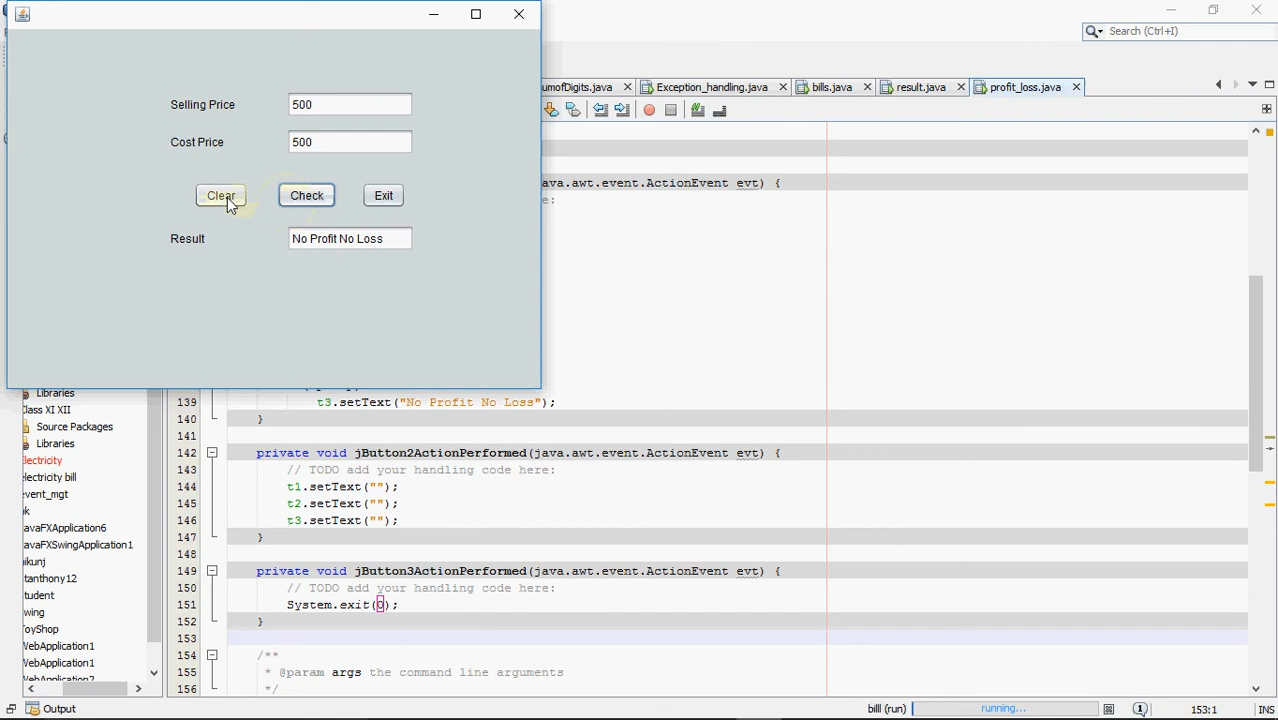 Search (Ctrl+I)
Selling Price 500
Cost Price 500
Clear Check Exit
Result No Profit No Loss
umofDigits.java Exception_handling.java bills.java result.java profit_loss.java
ava.awt.event.ActionEvent evt) {
e:
139 t3.setText("No Profit No Loss");
140 }
141
142 private void jButton2ActionPerformed(java.awt.event.ActionEvent evt) {
143 // TODO add your handling code here:
144 t1.setText("");
145 t2.setText("");
146 t3.setText("");
147 }
148
149 private void jButton3ActionPerformed(java.awt.event.ActionEvent evt) {
150 // TODO add your handling code here:
151 System.exit(0);
152 }
153
154 /**
155 * @param args the command line arguments
156 */
Libraries
lass XI XII
Source Packages
Libraries
lectricity
lectricity bill
vent_mgt
k
avaFXApplication6
avaFXSwingApplication1
ikunj
tanthony12
tudent
wing
oyShop
WebApplication1
WebApplication1
WebApplication2
Output
bill (run) running... 1 153:1 INS